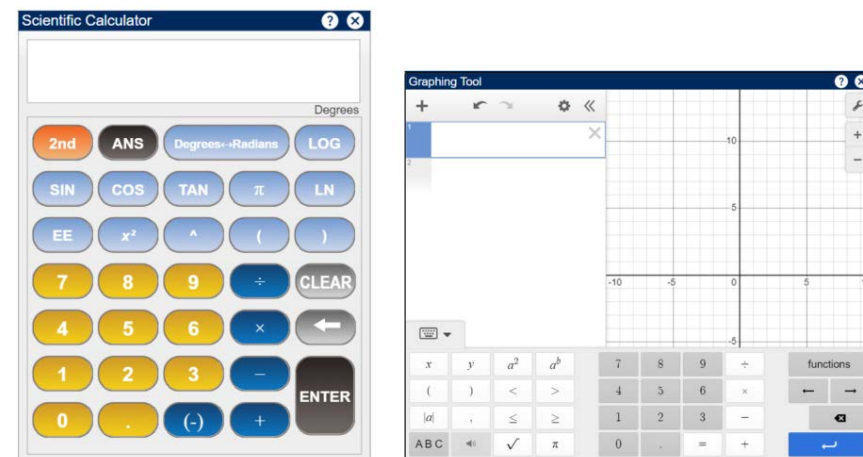 Scientific Calculator ? ×
Degrees
2nd ANS Degrees↔Radians LOG
SIN COS TAN π LN
EE x² ^ ( )
7 8 9 ÷ CLEAR
4 5 6 ×
1 2 3 − ENTER
0 . (-) +
Graphing Tool ? ×
+
1
2
10
5
-10 -5 0 5 1
-5
x y a² aᵇ 7 8 9 ÷ functions
( ) < > 4 5 6 × ← →
|a| , ≤ ≥ 1 2 3 −
A B C √ π 0 . = +